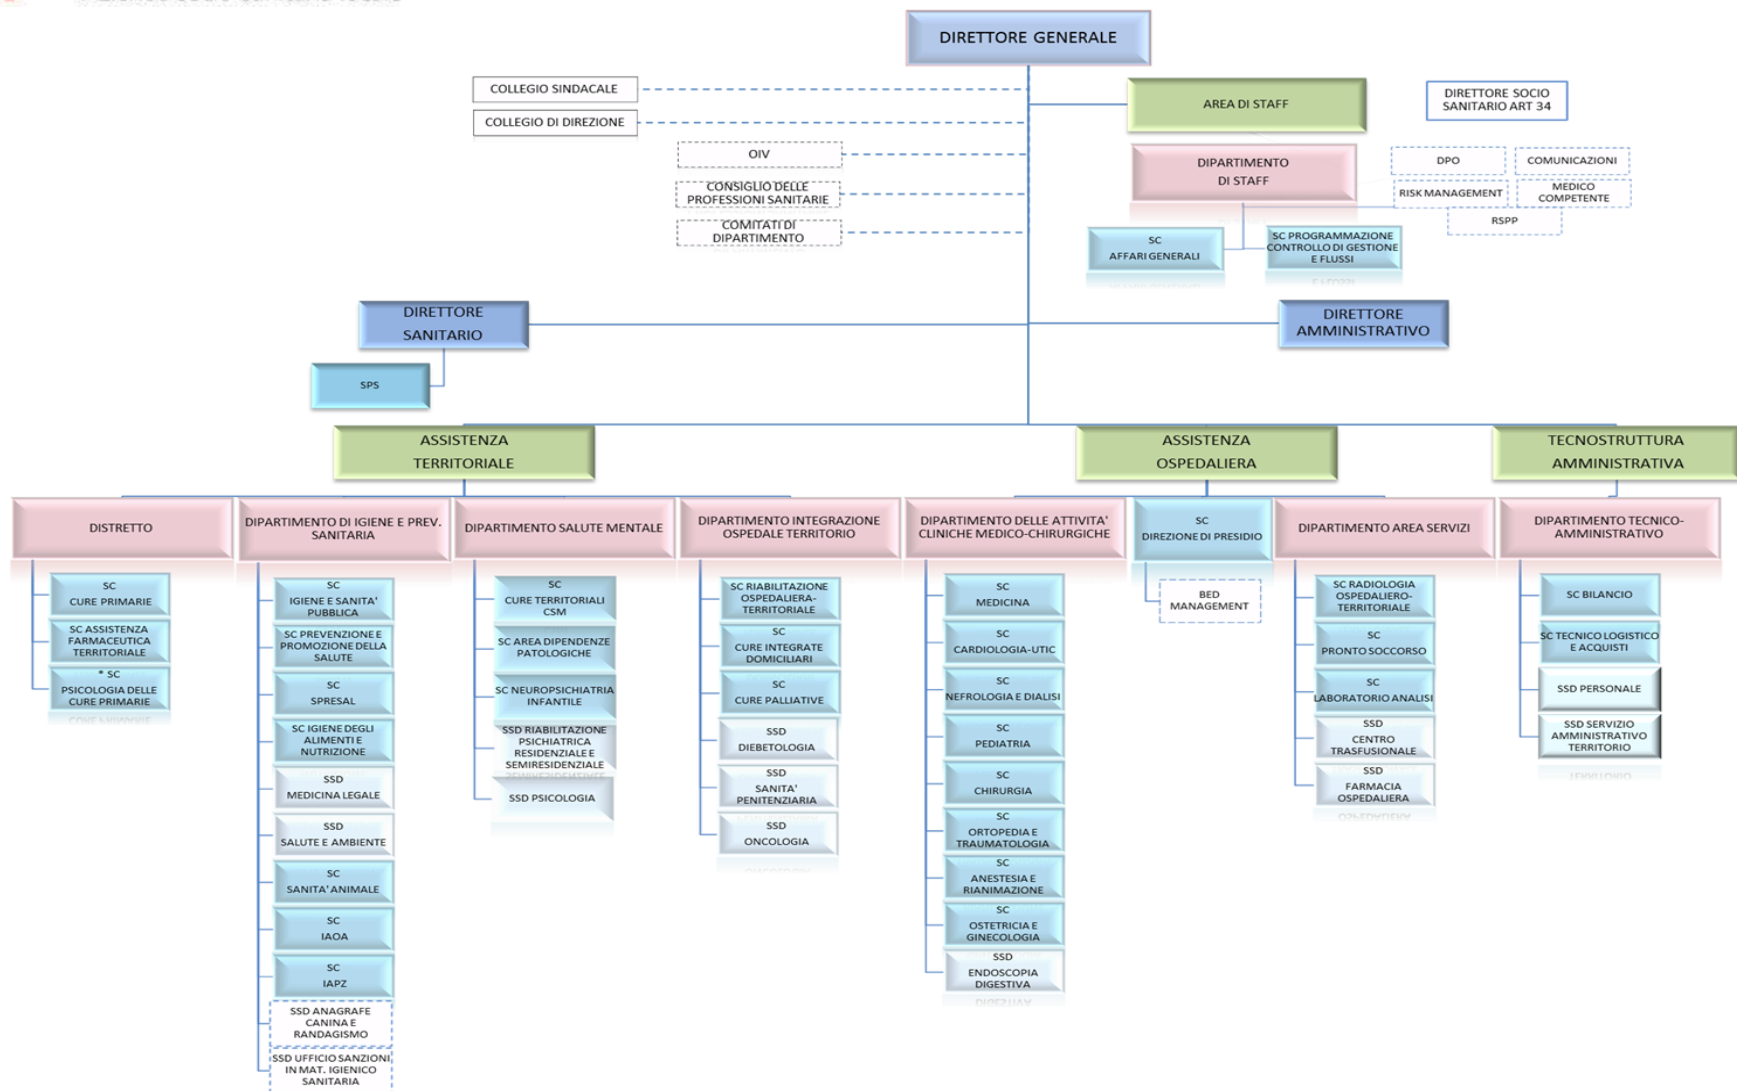 DIRETTORE GENERALE
COLLEGIO SINDACALE
COLLEGIO DI DIREZIONE
OIV
CONSIGLIO DELLE
PROFESSIONI SANITARIE
COMITATI DI
DIPARTIMENTO
AREA DI STAFF
DIRETTORE SOCIO
SANITARIO ART 34
DIPARTIMENTO
DI STAFF
DPO
COMUNICAZIONI
RISK MANAGEMENT
MEDICO
COMPETENTE
RSPP
SC
AFFARI GENERALI
SC PROGRAMMAZIONE
CONTROLLO DI GESTIONE
E FLUSSI
DIRETTORE
SANITARIO
DIRETTORE
AMMINISTRATIVO
SPS
ASSISTENZA
TERRITORIALE
ASSISTENZA
OSPEDALIERA
TECNOSTRUTTURA
AMMINISTRATIVA
DISTRETTO
SC
CURE PRIMARIE
SC ASSISTENZA
FARMACEUTICA
TERRITORIALE
* SC
PSICOLOGIA DELLE
CURE PRIMARIE
DIPARTIMENTO DI IGIENE E PREV.
SANITARIA
SC
IGIENE E SANITA'
PUBBLICA
SC PREVENZIONE E
PROMOZIONE DELLA
SALUTE
SC
SPRESAL
SC IGIENE DEGLI
ALIMENTI E
NUTRIZIONE
SSD
MEDICINA LEGALE
SSD
SALUTE E AMBIENTE
SC
SANITA' ANIMALE
SC
IAOA
SC
IAPZ
SSD ANAGRAFE
CANINA E
RANDAGISMO
SSD UFFICIO SANZIONI
IN MAT. IGIENICO
SANITARIA
DIPARTIMENTO SALUTE MENTALE
SC
CURE TERRITORIALI
CSM
SC AREA DIPENDENZE
PATOLOGICHE
SC NEUROPSICHIATRIA
INFANTILE
SSD RIABILITAZIONE
PSICHIATRICA
RESIDENZIALE E
SEMIRESIDENZIALE
SSD PSICOLOGIA
DIPARTIMENTO INTEGRAZIONE
OSPEDALE TERRITORIO
SC RIABILITAZIONE
OSPEDALIERA-
TERRITORIALE
SC
CURE INTEGRATE
DOMICILIARI
SC
CURE PALLIATIVE
SSD
DIEBETOLOGIA
SSD
SANITA'
PENITENZIARIA
SSD
ONCOLOGIA
DIPARTIMENTO DELLE ATTIVITA'
CLINICHE MEDICO-CHIRURGICHE
SC
MEDICINA
SC
CARDIOLOGIA-UTIC
SC
NEFROLOGIA E DIALISI
SC
PEDIATRIA
SC
CHIRURGIA
SC
ORTOPEDIA E
TRAUMATOLOGIA
SC
ANESTESIA E
RIANIMAZIONE
SC
OSTETRICIA E
GINECOLOGIA
SSD
ENDOSCOPIA
DIGESTIVA
SC
DIREZIONE DI PRESIDIO
BED
MANAGEMENT
DIPARTIMENTO AREA SERVIZI
SC RADIOLOGIA
OSPEDALIERO-
TERRITORIALE
SC
PRONTO SOCCORSO
SC
LABORATORIO ANALISI
SSD
CENTRO
TRASFUSIONALE
SSD
FARMACIA
OSPEDALIERA
DIPARTIMENTO TECNICO-
AMMINISTRATIVO
SC BILANCIO
SC TECNICO LOGISTICO
E ACQUISTI
SSD PERSONALE
SSD SERVIZIO
AMMINISTRATIVO
TERRITORIO